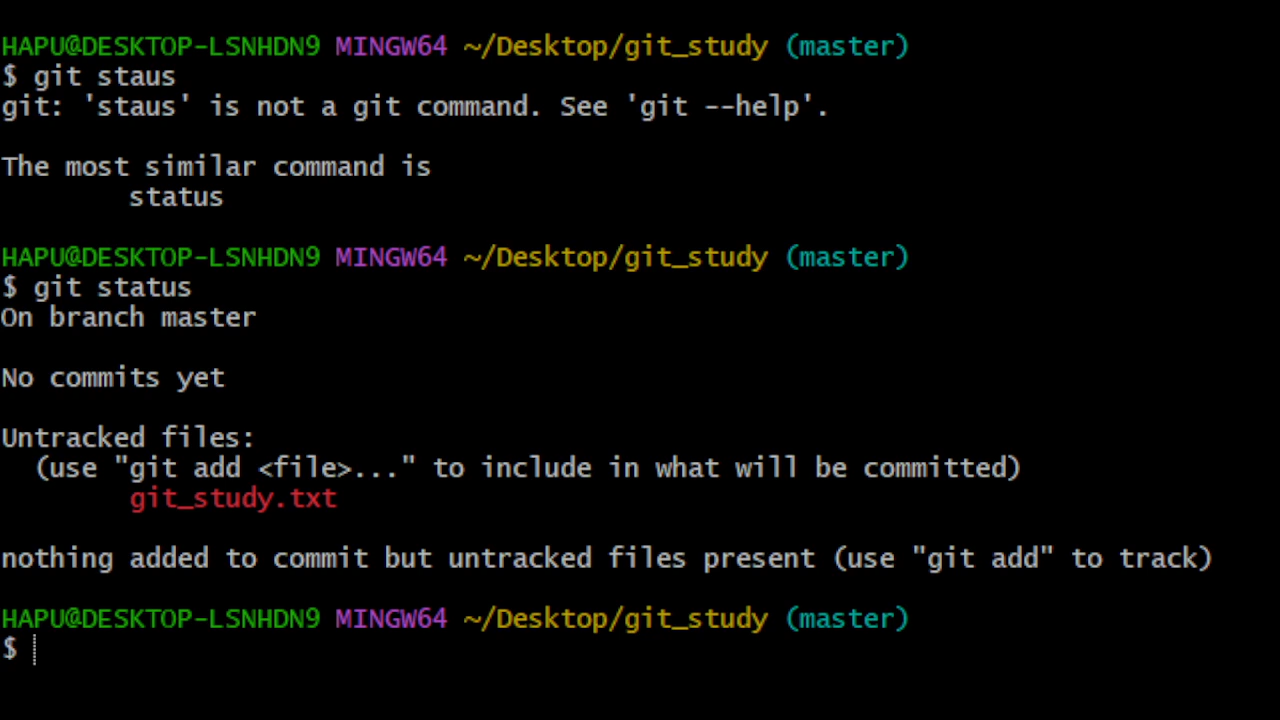 HAPU@DESKTOP-LSNHDN9 MINGW64 ~/Desktop/git_study (master)
$ git staus
git: 'staus' is not a git command. See 'git --help'.
The most similar command is
status
HAPU@DESKTOP-LSNHDN9 MINGW64 ~/Desktop/git_study (master)
$ git status
On branch master
No commits yet
Untracked files:
(use "git add <file>..." to include in what will be committed)
git_study.txt
nothing added to commit but untracked files present (use "git add" to track)
HAPU@DESKTOP-LSNHDN9 MINGW64 ~/Desktop/git_study (master)
$